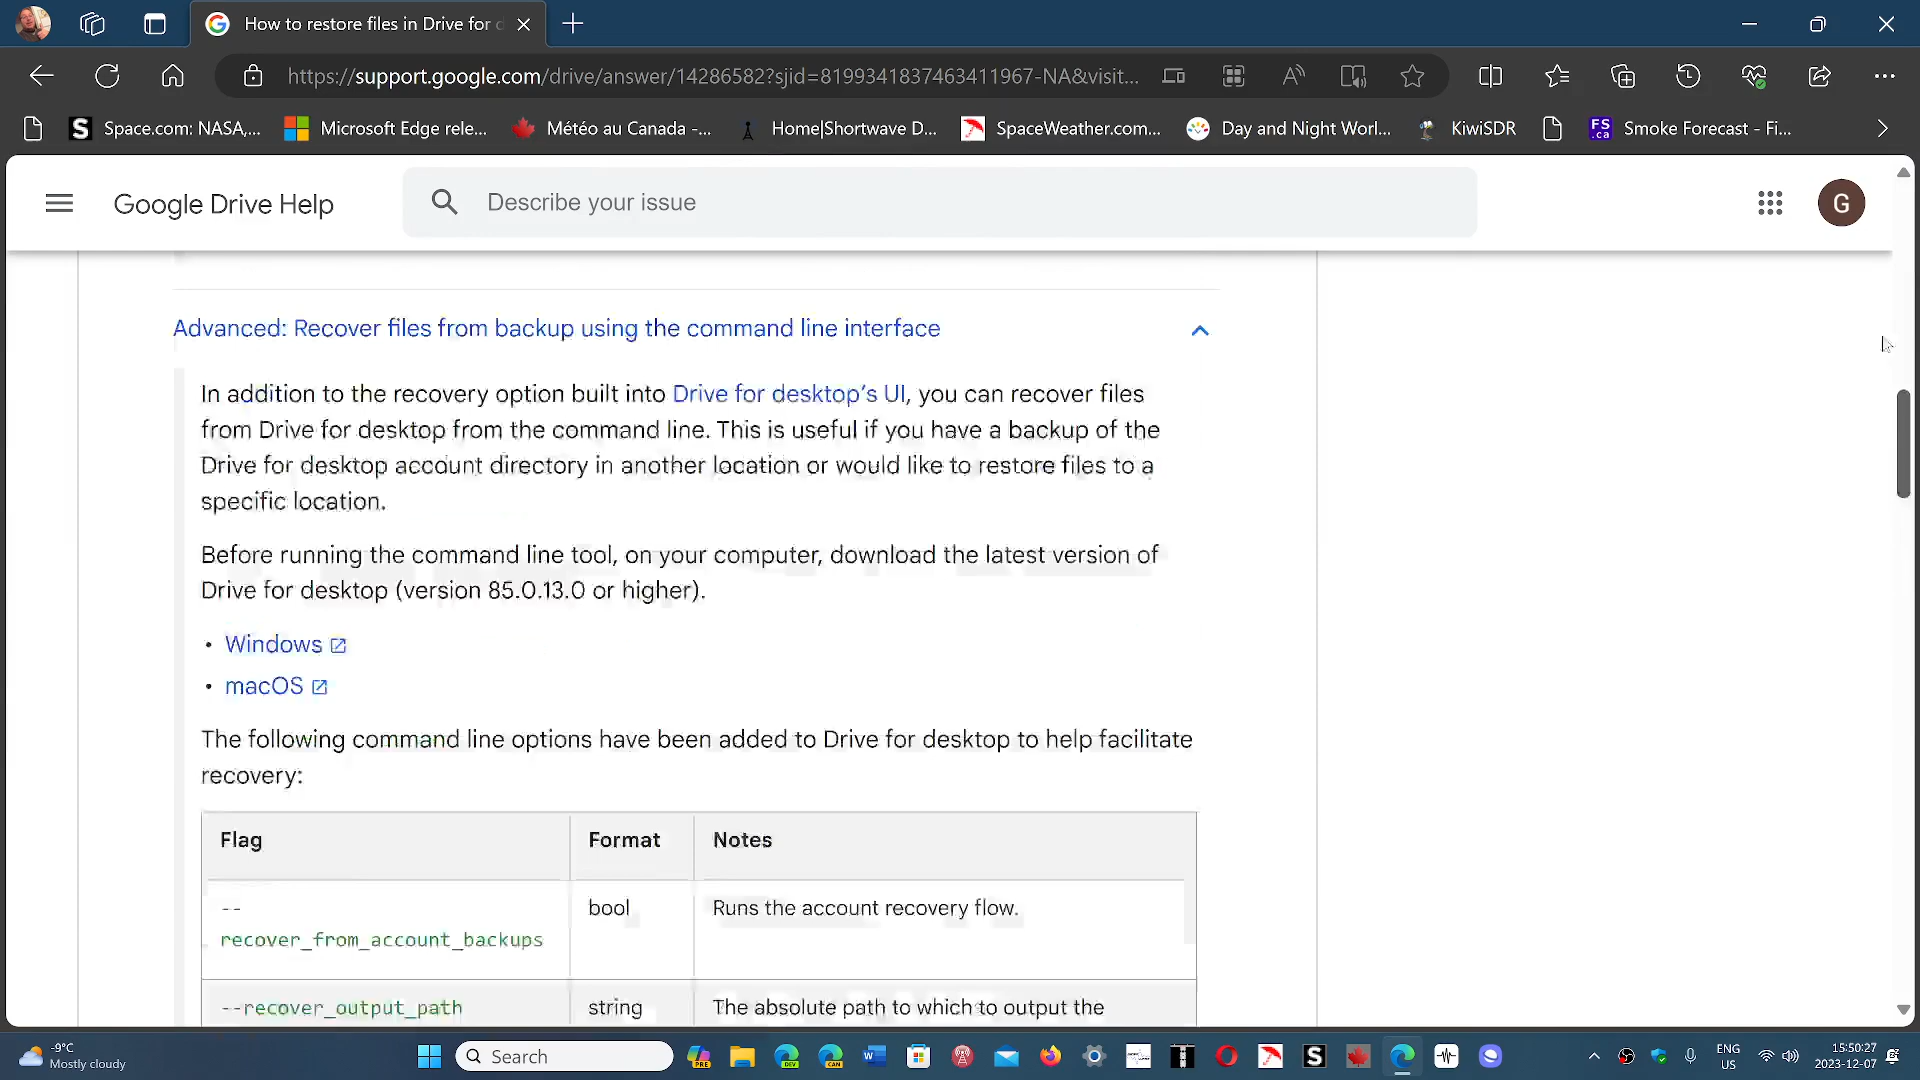 How to restore files in Drive for d
https://support.google.com/drive/answer/14286582?sjid=8199341837463411967-NA&visit...
S Space.com: NASA,...
Microsoft Edge rele...
Météo au Canada -...
Home|Shortwave D...
SpaceWeather.com...
Day and Night Worl...
KiwiSDR
FS .ca Smoke Forecast - Fi...
Google Drive Help
Describe your issue
G
Advanced: Recover files from backup using the command line interface
In addition to the recovery option built into Drive for desktop’s UI, you can recover files
from Drive for desktop from the command line. This is useful if you have a backup of the
Drive for desktop account directory in another location or would like to restore files to a
specific location.
Before running the command line tool, on your computer, download the latest version of
Drive for desktop (version 85.0.13.0 or higher).
• Windows
• macOS
The following command line options have been added to Drive for desktop to help facilitate
recovery:
Flag Format Notes
-- bool Runs the account recovery flow.
recover_from_account_backups
--recover_output_path string The absolute path to which to output the
-9°C
Mostly cloudy
Search
PRE
DEV
CAN
S
ENG
US
15:50:27
2023-12-07